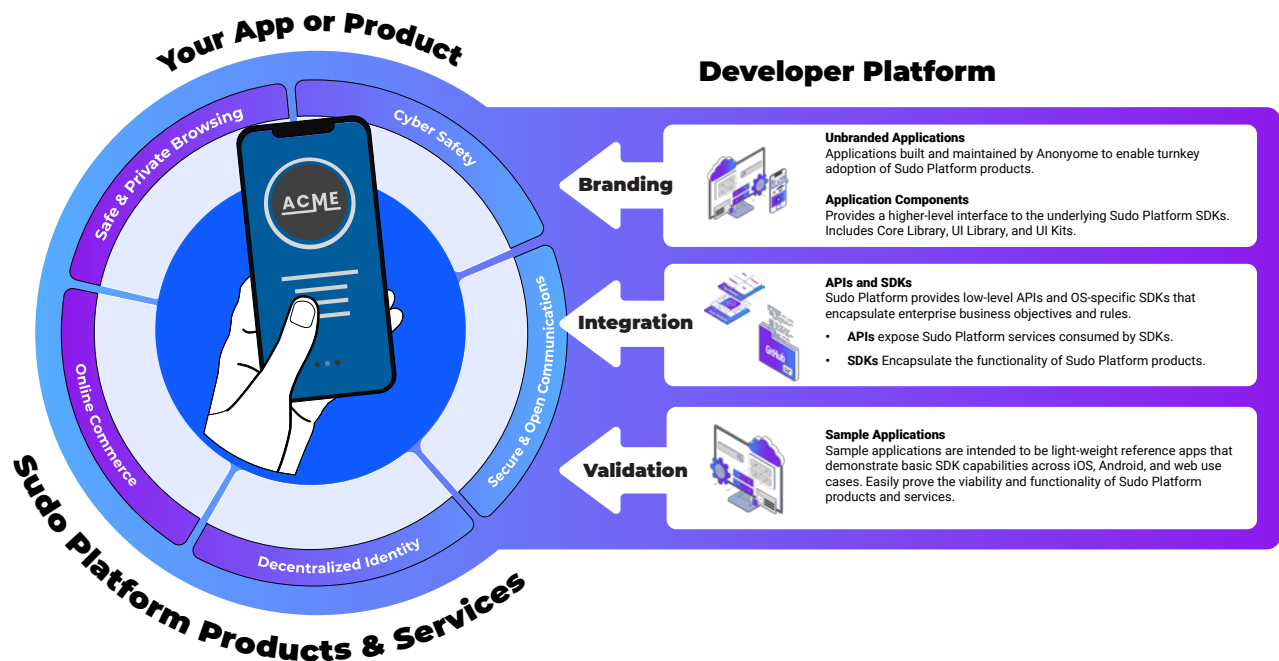 Your App or Product
Safe & Private Browsing
Cyber Safety
ACME
Online Commerce
Secure & Open Communications
Decentralized Identity
Sudo Platform Products & Services
Developer Platform
Branding
Unbranded Applications
Applications built and maintained by Anonyome to enable turnkey
adoption of Sudo Platform products.
Application Components
Provides a higher-level interface to the underlying Sudo Platform SDKs.
Includes Core Library, UI Library, and UI Kits.
Integration
GitHub
APIs and SDKs
Sudo Platform provides low-level APIs and OS-specific SDKs that
encapsulate enterprise business objectives and rules.
• APIs expose Sudo Platform services consumed by SDKs.
• SDKs Encapsulate the functionality of Sudo Platform products.
Validation
Sample Applications
Sample applications are intended to be light-weight reference apps that
demonstrate basic SDK capabilities across iOS, Android, and web use
cases. Easily prove the viability and functionality of Sudo Platform
products and services.